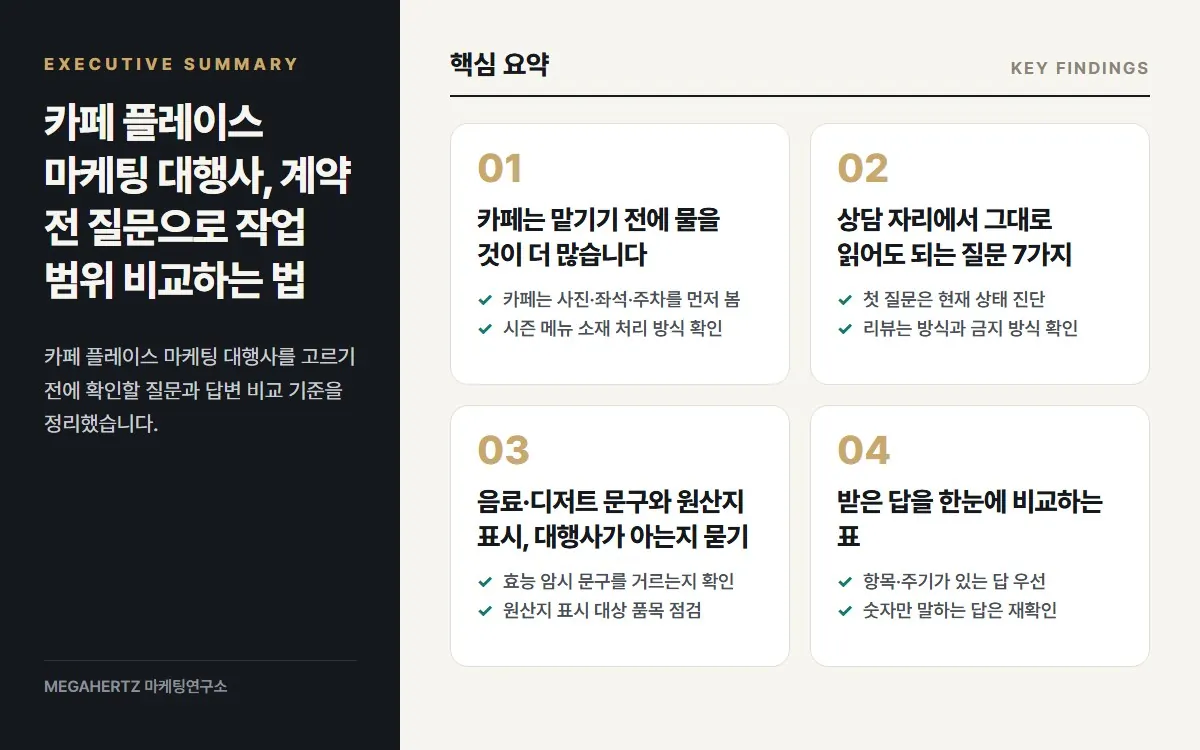 EXECUTIVE SUMMARY
카페 플레이스
마케팅 대행사, 계약
전 질문으로 작업
범위 비교하는 법
카페 플레이스 마케팅 대행사를 고르기
전에 확인할 질문과 답변 비교 기준을
정리했습니다.
MEGAHERTZ 마케팅연구소
핵심 요약
KEY FINDINGS
01
카페는 맡기기 전에 물을
것이 더 많습니다
카페는 사진·좌석·주차를 먼저 봄
시즌 메뉴 소재 처리 방식 확인
02
상담 자리에서 그대로
읽어도 되는 질문 7가지
첫 질문은 현재 상태 진단
리뷰는 방식과 금지 방식 확인
03
음료·디저트 문구와 원산지
표시, 대행사가 아는지 묻기
효능 암시 문구를 거르는지 확인
원산지 표시 대상 품목 점검
04
받은 답을 한눈에 비교하는
표
항목·주기가 있는 답 우선
숫자만 말하는 답은 재확인